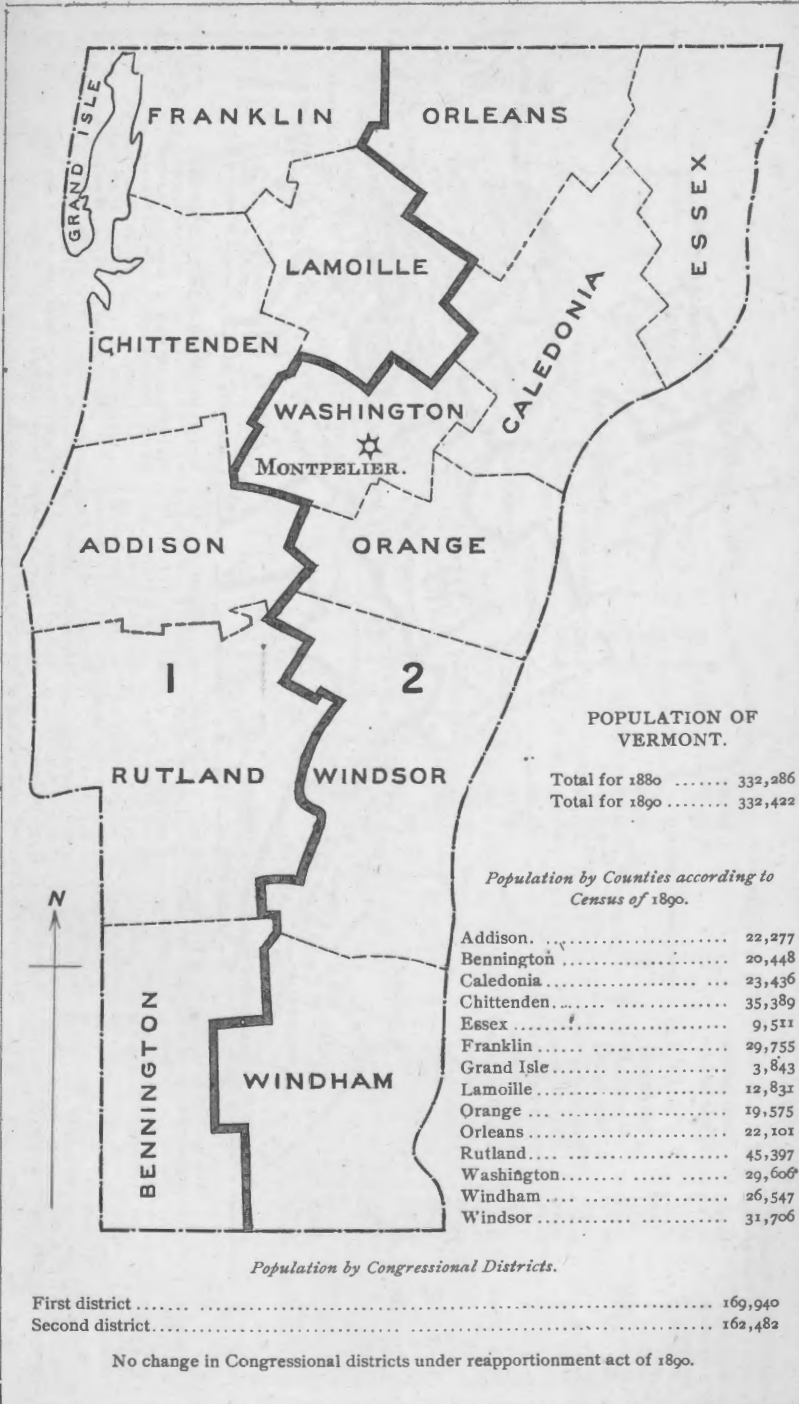 GRAND ISLE
FRANKLIN
ORLEANS
ESSEX
LAMOILLE
CHITTENDEN
CALEDONIA
WASHINGTON
MONTPELIER.
ADDISON
ORANGE
1
2
RUTLAND
WINDSOR
N
BENNINGTON
WINDHAM
POPULATION OF
VERMONT.
Total for 1880 ....... 332,286
Total for 1890 ........ 332,422
Population by Counties according to
Census of 1890.
Addison. ........................ 22,277
Bennington ........................ 20,448
Caledonia ........................ 23,436
Chittenden ........................ 35,389
Essex ........................ 9,511
Franklin ........................ 29,755
Grand Isle ........................ 3,843
Lamoille ........................ 12,831
Orange ........................ 19,575
Orleans ........................ 22,101
Rutland ........................ 45,397
Washington ........................ 29,606
Windham ........................ 26,547
Windsor ........................ 31,706
Population by Congressional Districts.
First district ........................ 169,940
Second district ........................ 162,482
No change in Congressional districts under reapportionment act of 1890.